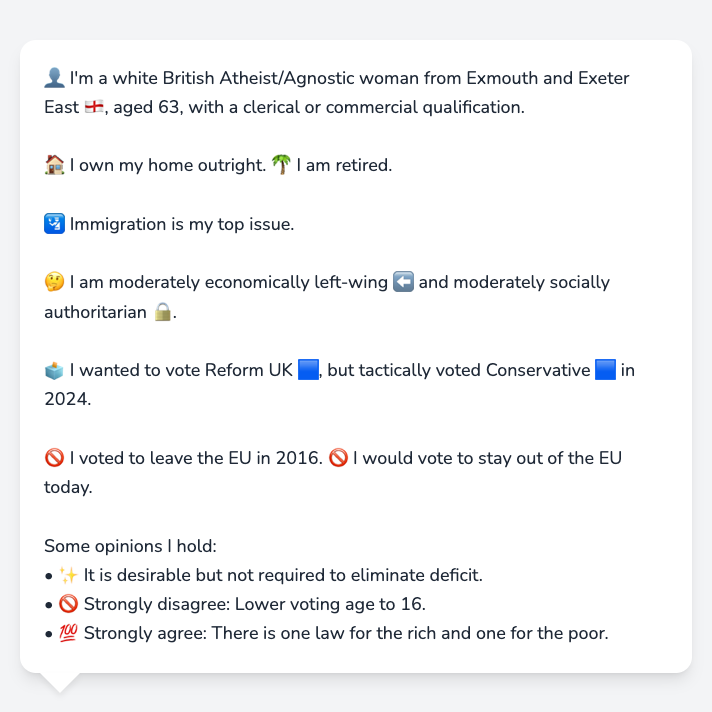 👤 I'm a white British Atheist/Agnostic woman from Exmouth and Exeter
East 🏴󠁧󠁢󠁥󠁮󠁧󠁿, aged 63, with a clerical or commercial qualification.
🏠 I own my home outright. 🌴 I am retired.
🛂 Immigration is my top issue.
🤔 I am moderately economically left-wing ⬅️ and moderately socially
authoritarian 🔒.
🗳️ I wanted to vote Reform UK 🟦, but tactically voted Conservative 🟦 in
2024.
🚫 I voted to leave the EU in 2016. 🚫 I would vote to stay out of the EU
today.
Some opinions I hold:
• ✨ It is desirable but not required to eliminate deficit.
• 🚫 Strongly disagree: Lower voting age to 16.
• 💯 Strongly agree: There is one law for the rich and one for the poor.